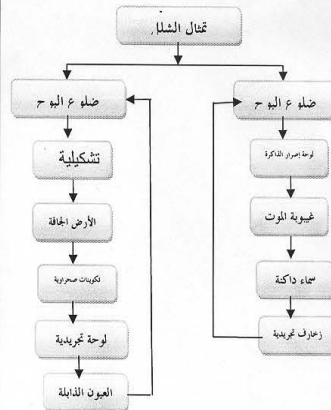 تمثال الشلل
ضلوع البوح
لوحة إصرار الذاكرة
غيبوبة الموت
سماء داكنة
زخارف تجريدية
ضلوع البوح
تشكيلية
الأرض الجافة
تكوينات صحراوية
لوحة تجريدية
العيون الذابلة